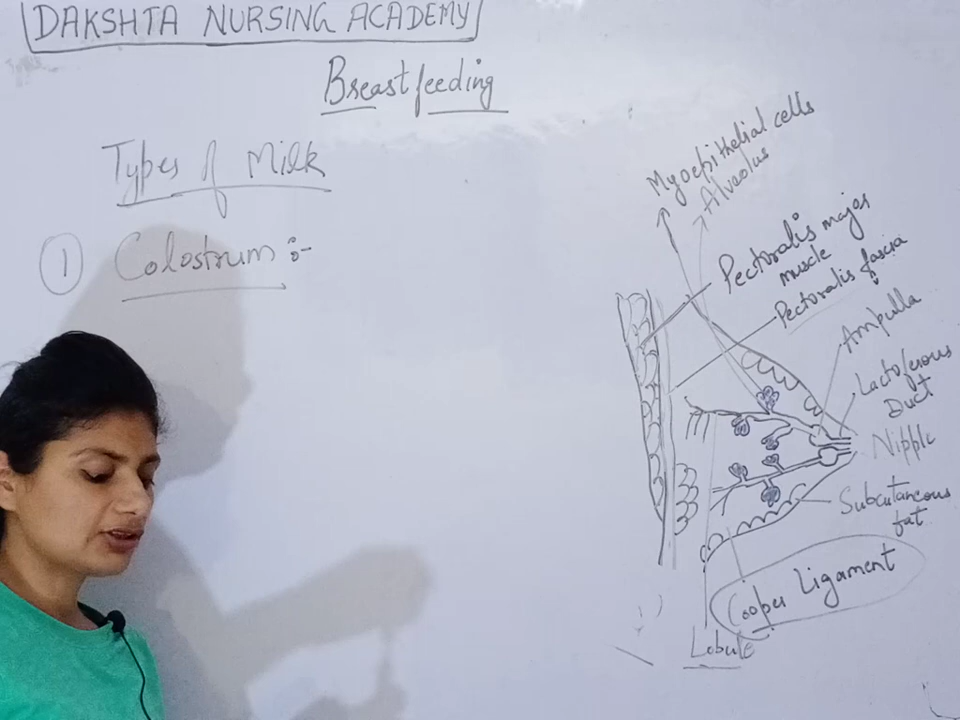 DAKSHTA NURSING ACADEMY
Breastfeeding
Types of Milk
① Colostrum :-
Myoepithelial cells
Alveolus
Pectoralis major
muscle
Pectoralis fascia
Ampulla
Lactoferous
Duct
Nipple
Subcutaneous
fat
Cooper Ligament
Lobule